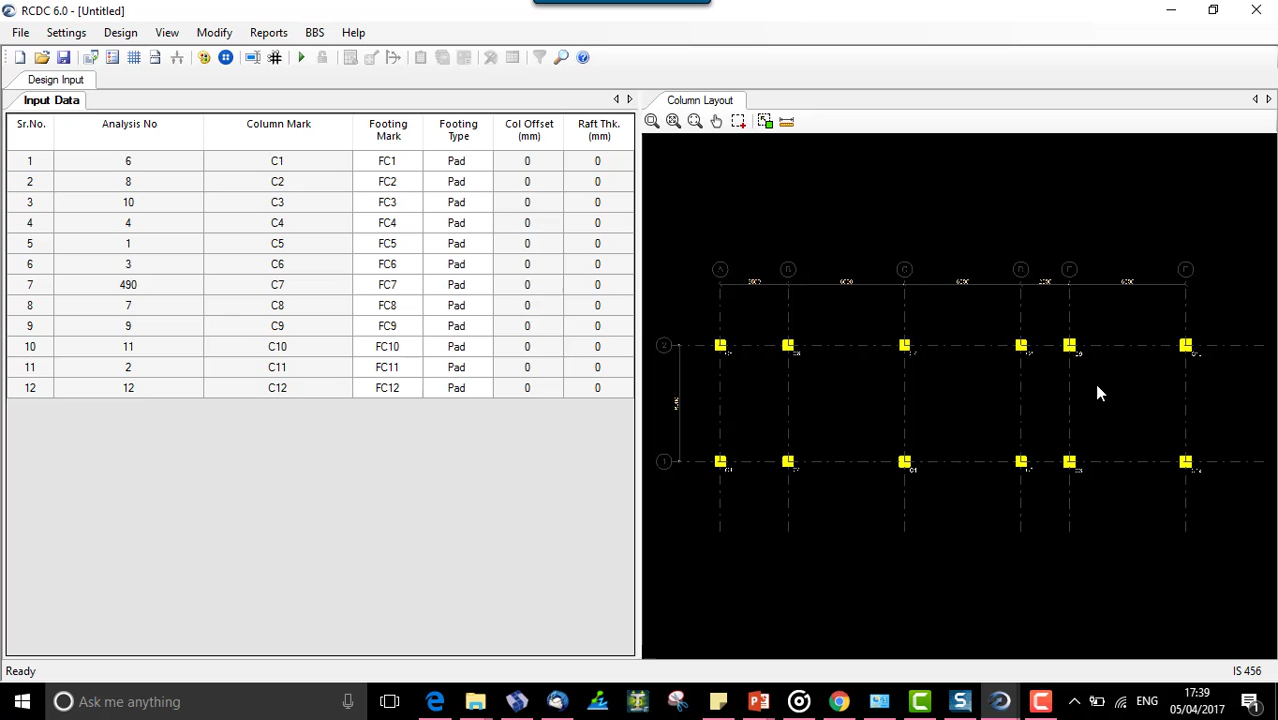 RCDC 6.0 - [Untitled]
File Settings Design View Modify Reports BBS Help
Design Input
Input Data
Column Layout
Sr.No. Analysis No Column Mark Footing Mark Footing Type Col Offset (mm) Raft Thk. (mm)
1 6 C1 FC1 Pad 0 0
2 8 C2 FC2 Pad 0 0
3 10 C3 FC3 Pad 0 0
4 4 C4 FC4 Pad 0 0
5 1 C5 FC5 Pad 0 0
6 3 C6 FC6 Pad 0 0
7 490 C7 FC7 Pad 0 0
8 7 C8 FC8 Pad 0 0
9 9 C9 FC9 Pad 0 0
10 11 C10 FC10 Pad 0 0
11 2 C11 FC11 Pad 0 0
12 12 C12 FC12 Pad 0 0
A B C D E F
6000 6000 6000
2
1
Ready
IS 456
Ask me anything
ENG
17:39
05/04/2017